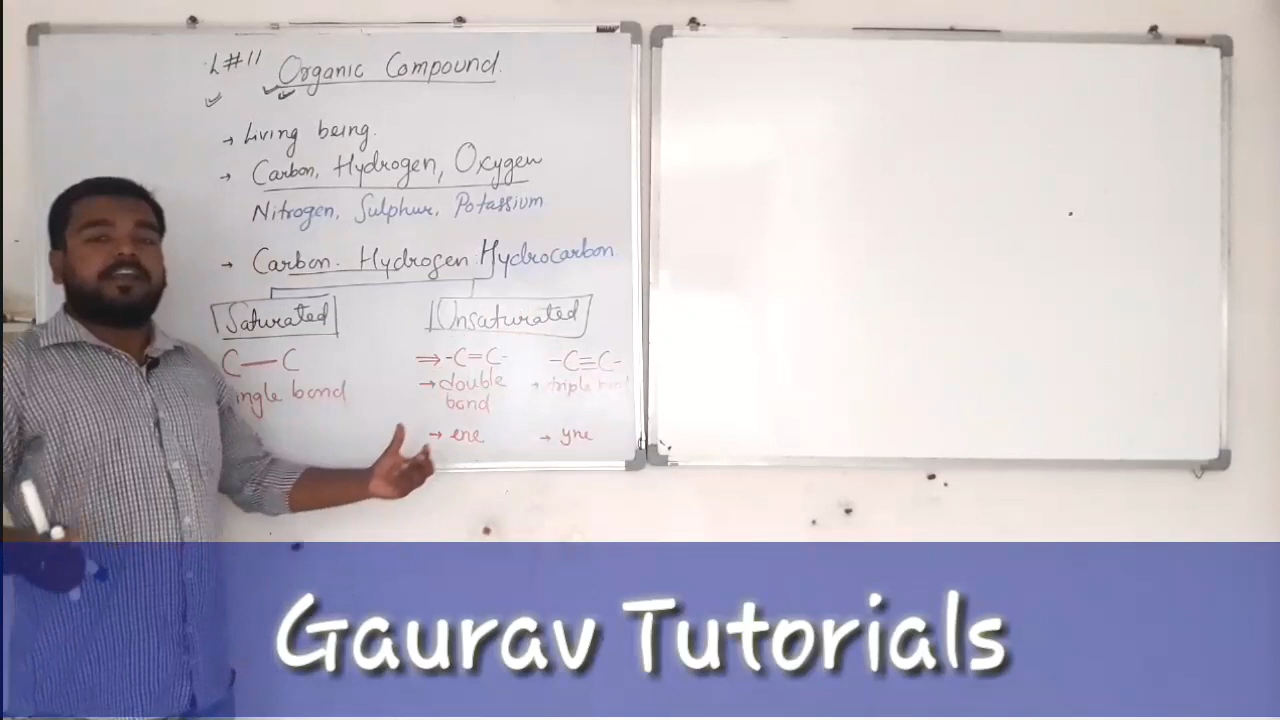 L#11 Organic Compound.
→ Living being.
→ Carbon, Hydrogen, Oxygen
Nitrogen, Sulphur, Potassium
→ Carbon. Hydrogen. Hydrocarbon
Saturated Unsaturated
C—C ⇒ -C=C- -C≡C-
ingle bond → double → triple
bond
→ ene → yne
Gaurav Tutorials